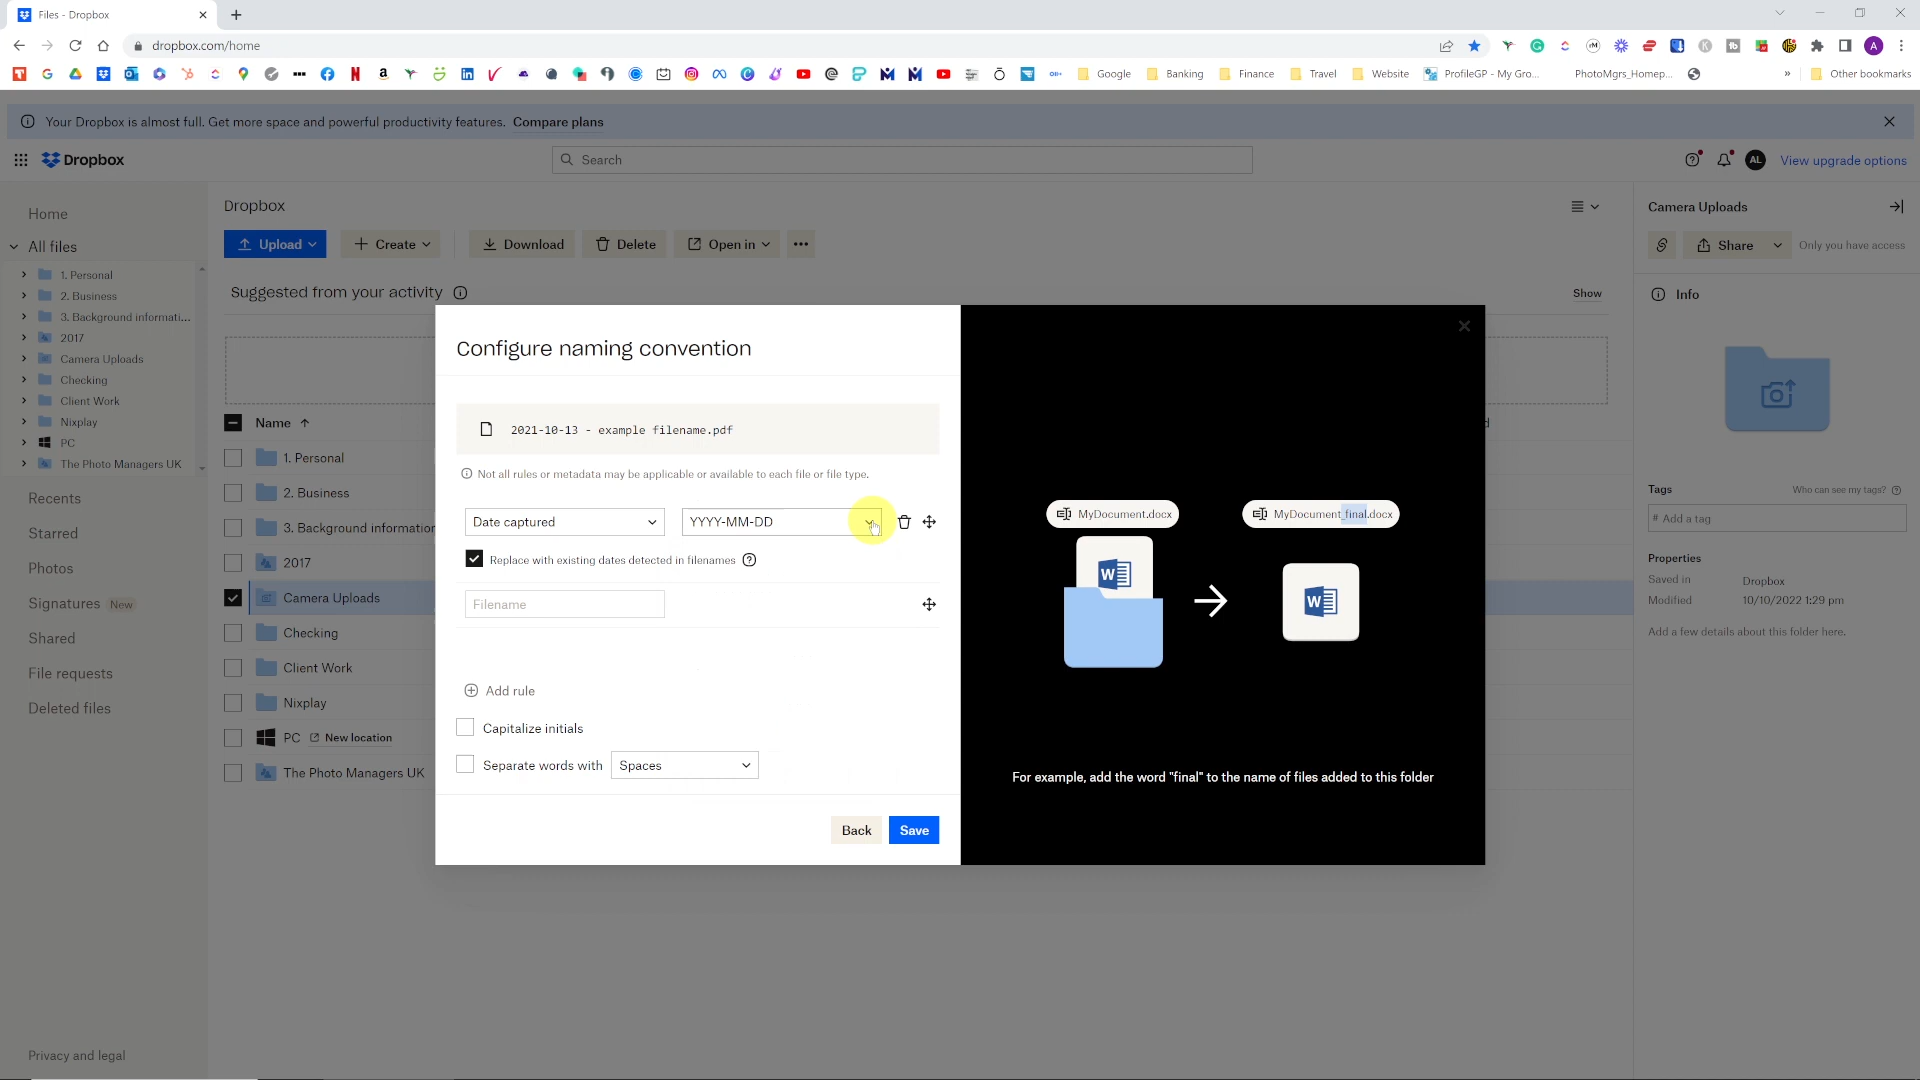 Files - Dropbox
dropbox.com/home
Google
Banking
Finance
Travel
Website
ProfileGP - My Gro...
PhotoMgrs_Homep...
»
Other bookmarks
Your Dropbox is almost full. Get more space and powerful productivity features. Compare plans
Dropbox
Search
AL
View upgrade options
Home
All files
1. Personal
2. Business
3. Background informati...
2017
Camera Uploads
Checking
Client Work
Nixplay
PC
The Photo Managers UK
Recents
Starred
Photos
Signatures New
Shared
File requests
Deleted files
Privacy and legal
Dropbox
Upload
Create
Download
Delete
Open in
Suggested from your activity
Show
Name
1. Personal
2. Business
3. Background information
2017
Camera Uploads
Checking
Client Work
Nixplay
PC New location
The Photo Managers UK
Configure naming convention
2021-10-13 - example filename.pdf
Not all rules or metadata may be applicable or available to each file or file type.
Date captured
YYYY-MM-DD
Replace with existing dates detected in filenames
Filename
Add rule
Capitalize initials
Separate words with Spaces
Back
Save
MyDocument.docx
MyDocument_final.docx
W
W
For example, add the word "final" to the name of files added to this folder
Camera Uploads
Share
Only you have access
Info
Tags
Who can see my tags?
# Add a tag
Properties
Saved in Dropbox
Modified 10/10/2022 1:29 pm
Add a few details about this folder here.